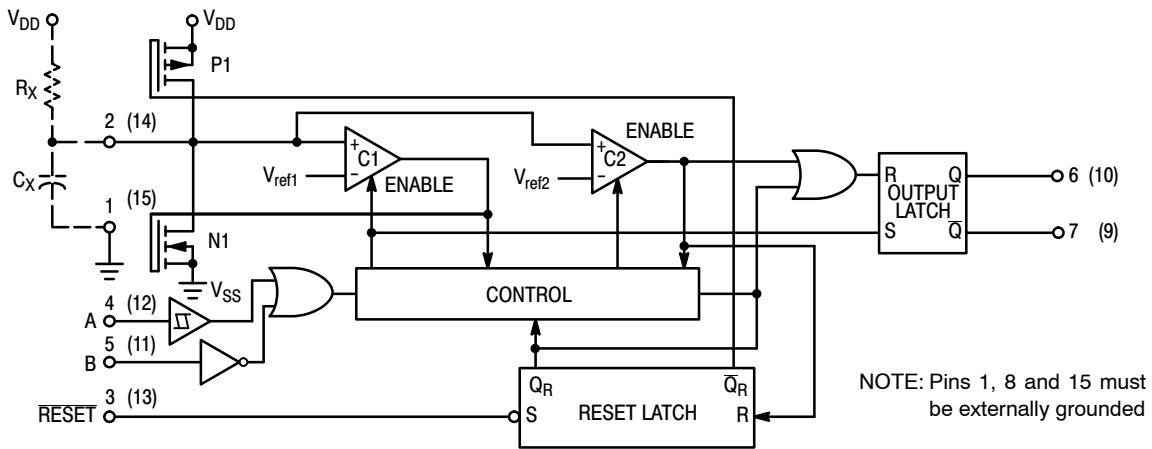 VDD
VDD
P1
RX
2 (14)
CX
1 (15)
N1
VSS
+
C1
−
Vref1
ENABLE
+
C2
−
Vref2
ENABLE
R Q
OUTPUT
LATCH
S Q̅
6 (10)
7 (9)
4 (12)
A
5 (11)
B
CONTROL
3 (13)
R̅E̅S̅E̅T̅
QR Q̅R
S RESET LATCH R
NOTE: Pins 1, 8 and 15 must
be externally grounded